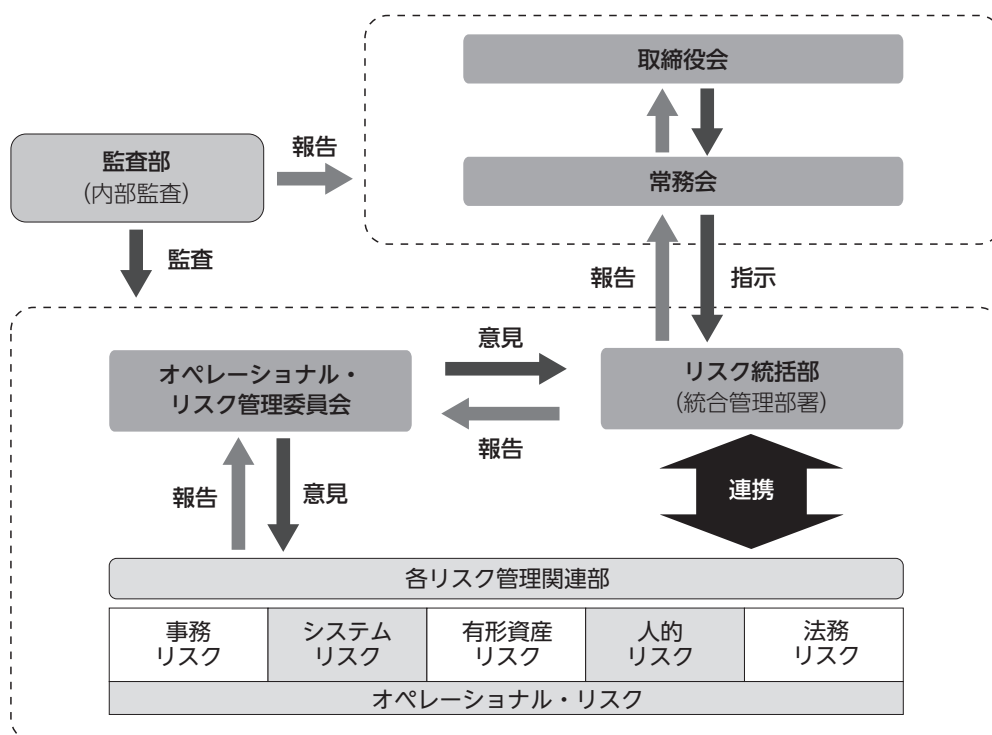 取締役会
常務会
監査部
(内部監査)
報告
監査
報告
指示
オペレーショナル・
リスク管理委員会
意見
報告
リスク統括部
(統合管理部署)
報告
意見
連携
各リスク管理関連部
事務
リスク
システム
リスク
有形資産
リスク
人的
リスク
法務
リスク
オペレーショナル・リスク